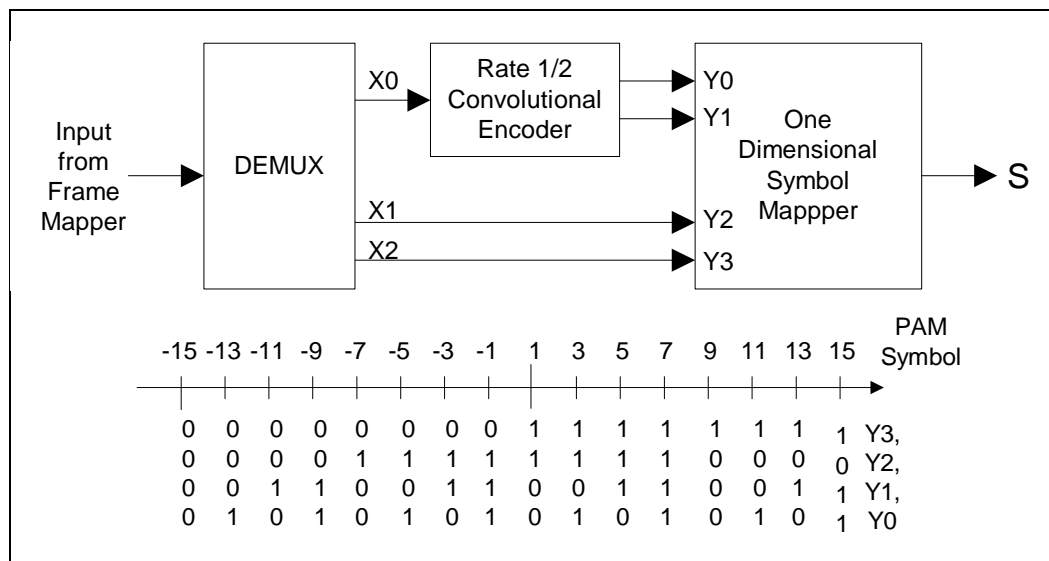 Input
from
Frame
Mapper
DEMUX
X0
X1
X2
Rate 1/2
Convolutional
Encoder
Y0
Y1
Y2
Y3
One
Dimensional
Symbol
Mappper
S
-15 -13 -11 -9 -7 -5 -3 -1 1 3 5 7 9 11 13 15
PAM
Symbol
0 0 0 0 0 0 0 0 1 1 1 1 1 1 1 1 Y3,
0 0 0 0 1 1 1 1 1 1 1 1 0 0 0 0 Y2,
0 0 1 1 0 0 1 1 0 0 1 1 0 0 1 1 Y1,
0 1 0 1 0 1 0 1 0 1 0 1 0 1 0 1 Y0